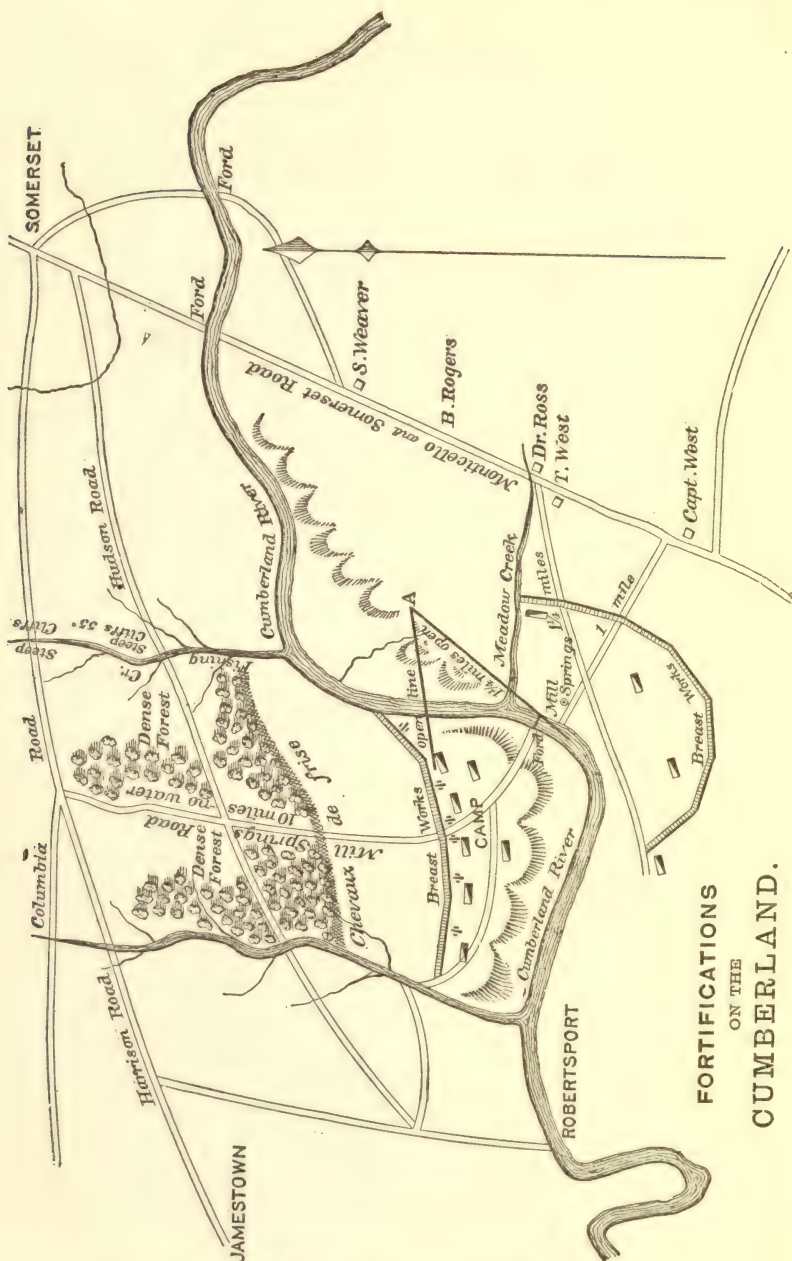 SOMERSET.
Columbia
Road
Hudson Road
Harrison Road
JAMESTOWN
Steep Cliffs
Steep Cliffs 55°
Fishing
Cr.
Dense
Forest
Dense
Forest
10 miles no water
Mill Springs Road
Chevaux de frise
Ford
Ford
Cumberland River
Monticello and Somerset Road
S. Weaver
B. Rogers
Dr. Ross
T. West
Capt. West
A
open line
1¼ miles open
Meadour Creek
miles
1 mile
Mill
Springs
Ford
Breast Works
CAMP
Breast Works
Cumberland River
ROBERTSPORT
FORTIFICATIONS
ON THE
CUMBERLAND.